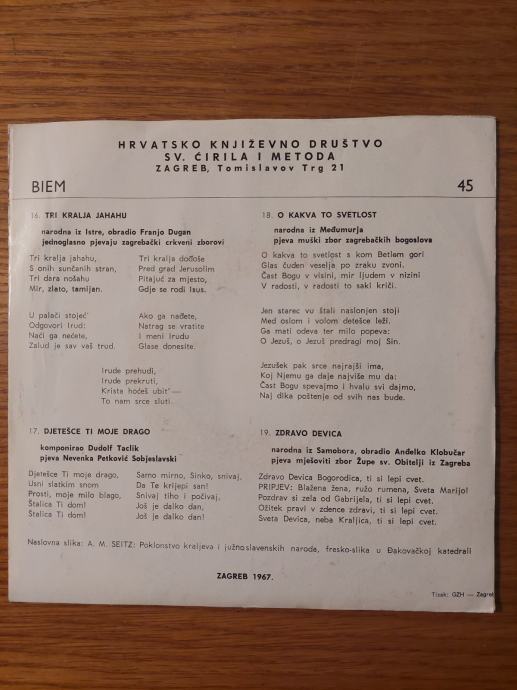 HRVATSKO KNJIŽEVNO DRUŠTVO
SV. ĆIRILA I METODA
ZAGREB, Tomislavov Trg 21
BIEM
45
16. TRI KRALJA JAHAHU
narodna iz Istre, obradio Franjo Dugan
jednoglasno pjevaju zagrebački crkveni zborovi
Tri kralja jahahu,
S onih sunčanih stran,
Tri dara nošahu
Mir, zlato, tamijan.
Tri kralja dođoše
Pred grad Jerusolim
Pitajuć za mjesto,
Gdje se rodi Isus.
U palači stojeć'
Odgovori Irud:
Naći ga nećete,
Zalud je sav vaš trud.
Ako ga nađete,
Natrag se vratite
I meni Irudu
Glase donesite.
Irude prehudi,
Irude prekruti,
Krista hoćeš ubit' —
To nam srce sluti.
17. DJETEŠCE TI MOJE DRAGO
komponirao Dudolf Taclik
pjeva Nevenka Petković Sobjeslavski
Djetešce Ti moje drago,
Usni slatkim snom
Prosti, moje milo blago,
Štalica Ti dom!
Štalica Ti dom!
Samo mirno, Sinko, snivaj,
Da Te krijepi san!
Snivaj tiho i počivaj,
Još je dalko dan,
Još je dalko dan!
18. O KAKVA TO SVETLOST
narodna iz Međumurja
pjeva muški zbor zagrebačkih bogoslova
O kakva to svetlost s kom Betlem gori
Glas čuden veselja po zraku zvoni.
Čast Bogu v visini, mir ljudem v nizini
V radosti, v radosti to saki kriči.
Jen starec vu štali naslonjen stoji
Med oslom i volom detešce leži.
Ga mati odeva ter milo popeva:
O Jezuš, o Jezuš predragi moj Sin.
Jezušek pak srce najrajši ima,
Koj Njemu ga daje najviše mu da:
Čast Bogu spevajmo i hvalu svi dajmo,
Naj dika poštenje od svih nas bude.
19. ZDRAVO DEVICA
narodna iz Samobora, obradio Anđelko Klobučar
pjeva mješoviti zbor Župe sv. Obitelji iz Zagreba
Zdravo Devica Bogorodica, ti si lepi cvet.
PRIPJEV: Blažena žena, ružo rumena, Sveta Marijo!
Pozdrav si zela od Gabrijela, ti si lepi cvet.
Ožitek pravi v zdence zdravi, ti si lepi cvet.
Sveta Devica, neba Kraljica, ti si lepi cvet.
Naslovna slika: A. M. SEITZ: Poklonstvo kraljeva i južnoslavenskih naroda, fresko-slika u Đakovačkoj katedrali
ZAGREB 1967.
Tisak: GZH — Zagreb